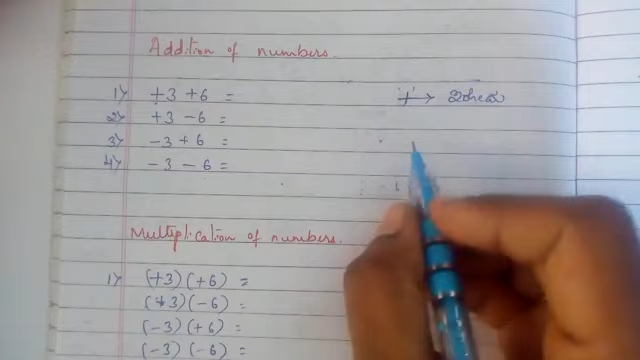 Addition of numbers.
1) +3 +6 =
2) +3 - 6 =
3) -3 + 6 =
4) -3 - 6 =
'+' →
Multiplication of numbers.
1) (+3) (+6) =
(+3) (-6) =
(-3) (+6) =
(-3) (-6) =